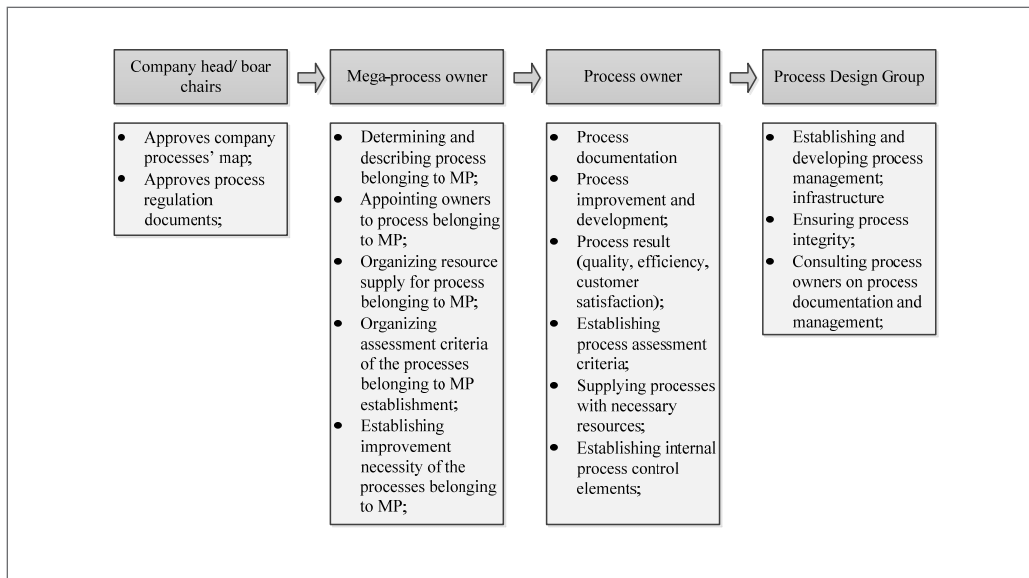 Company head/ boar
chairs
Mega-process owner
Process owner
Process Design Group
• Approves company
processes' map;
• Approves process
regulation
documents;
• Determining and
describing process
belonging to MP;
• Appointing owners
to process belonging
to MP;
• Organizing resource
supply for process
belonging to MP;
• Organizing
assessment criteria
of the processes
belonging to MP
establishment;
• Establishing
improvement
necessity of the
processes belonging
to MP;
• Process
documentation
• Process
improvement and
development;
• Process result
(quality, efficiency,
customer
satisfaction);
• Establishing
process assessment
criteria;
• Supplying processes
with necessary
resources;
• Establishing internal
process control
elements;
• Establishing and
developing process
management;
infrastructure
• Ensuring process
integrity;
• Consulting process
owners on process
documentation and
management;